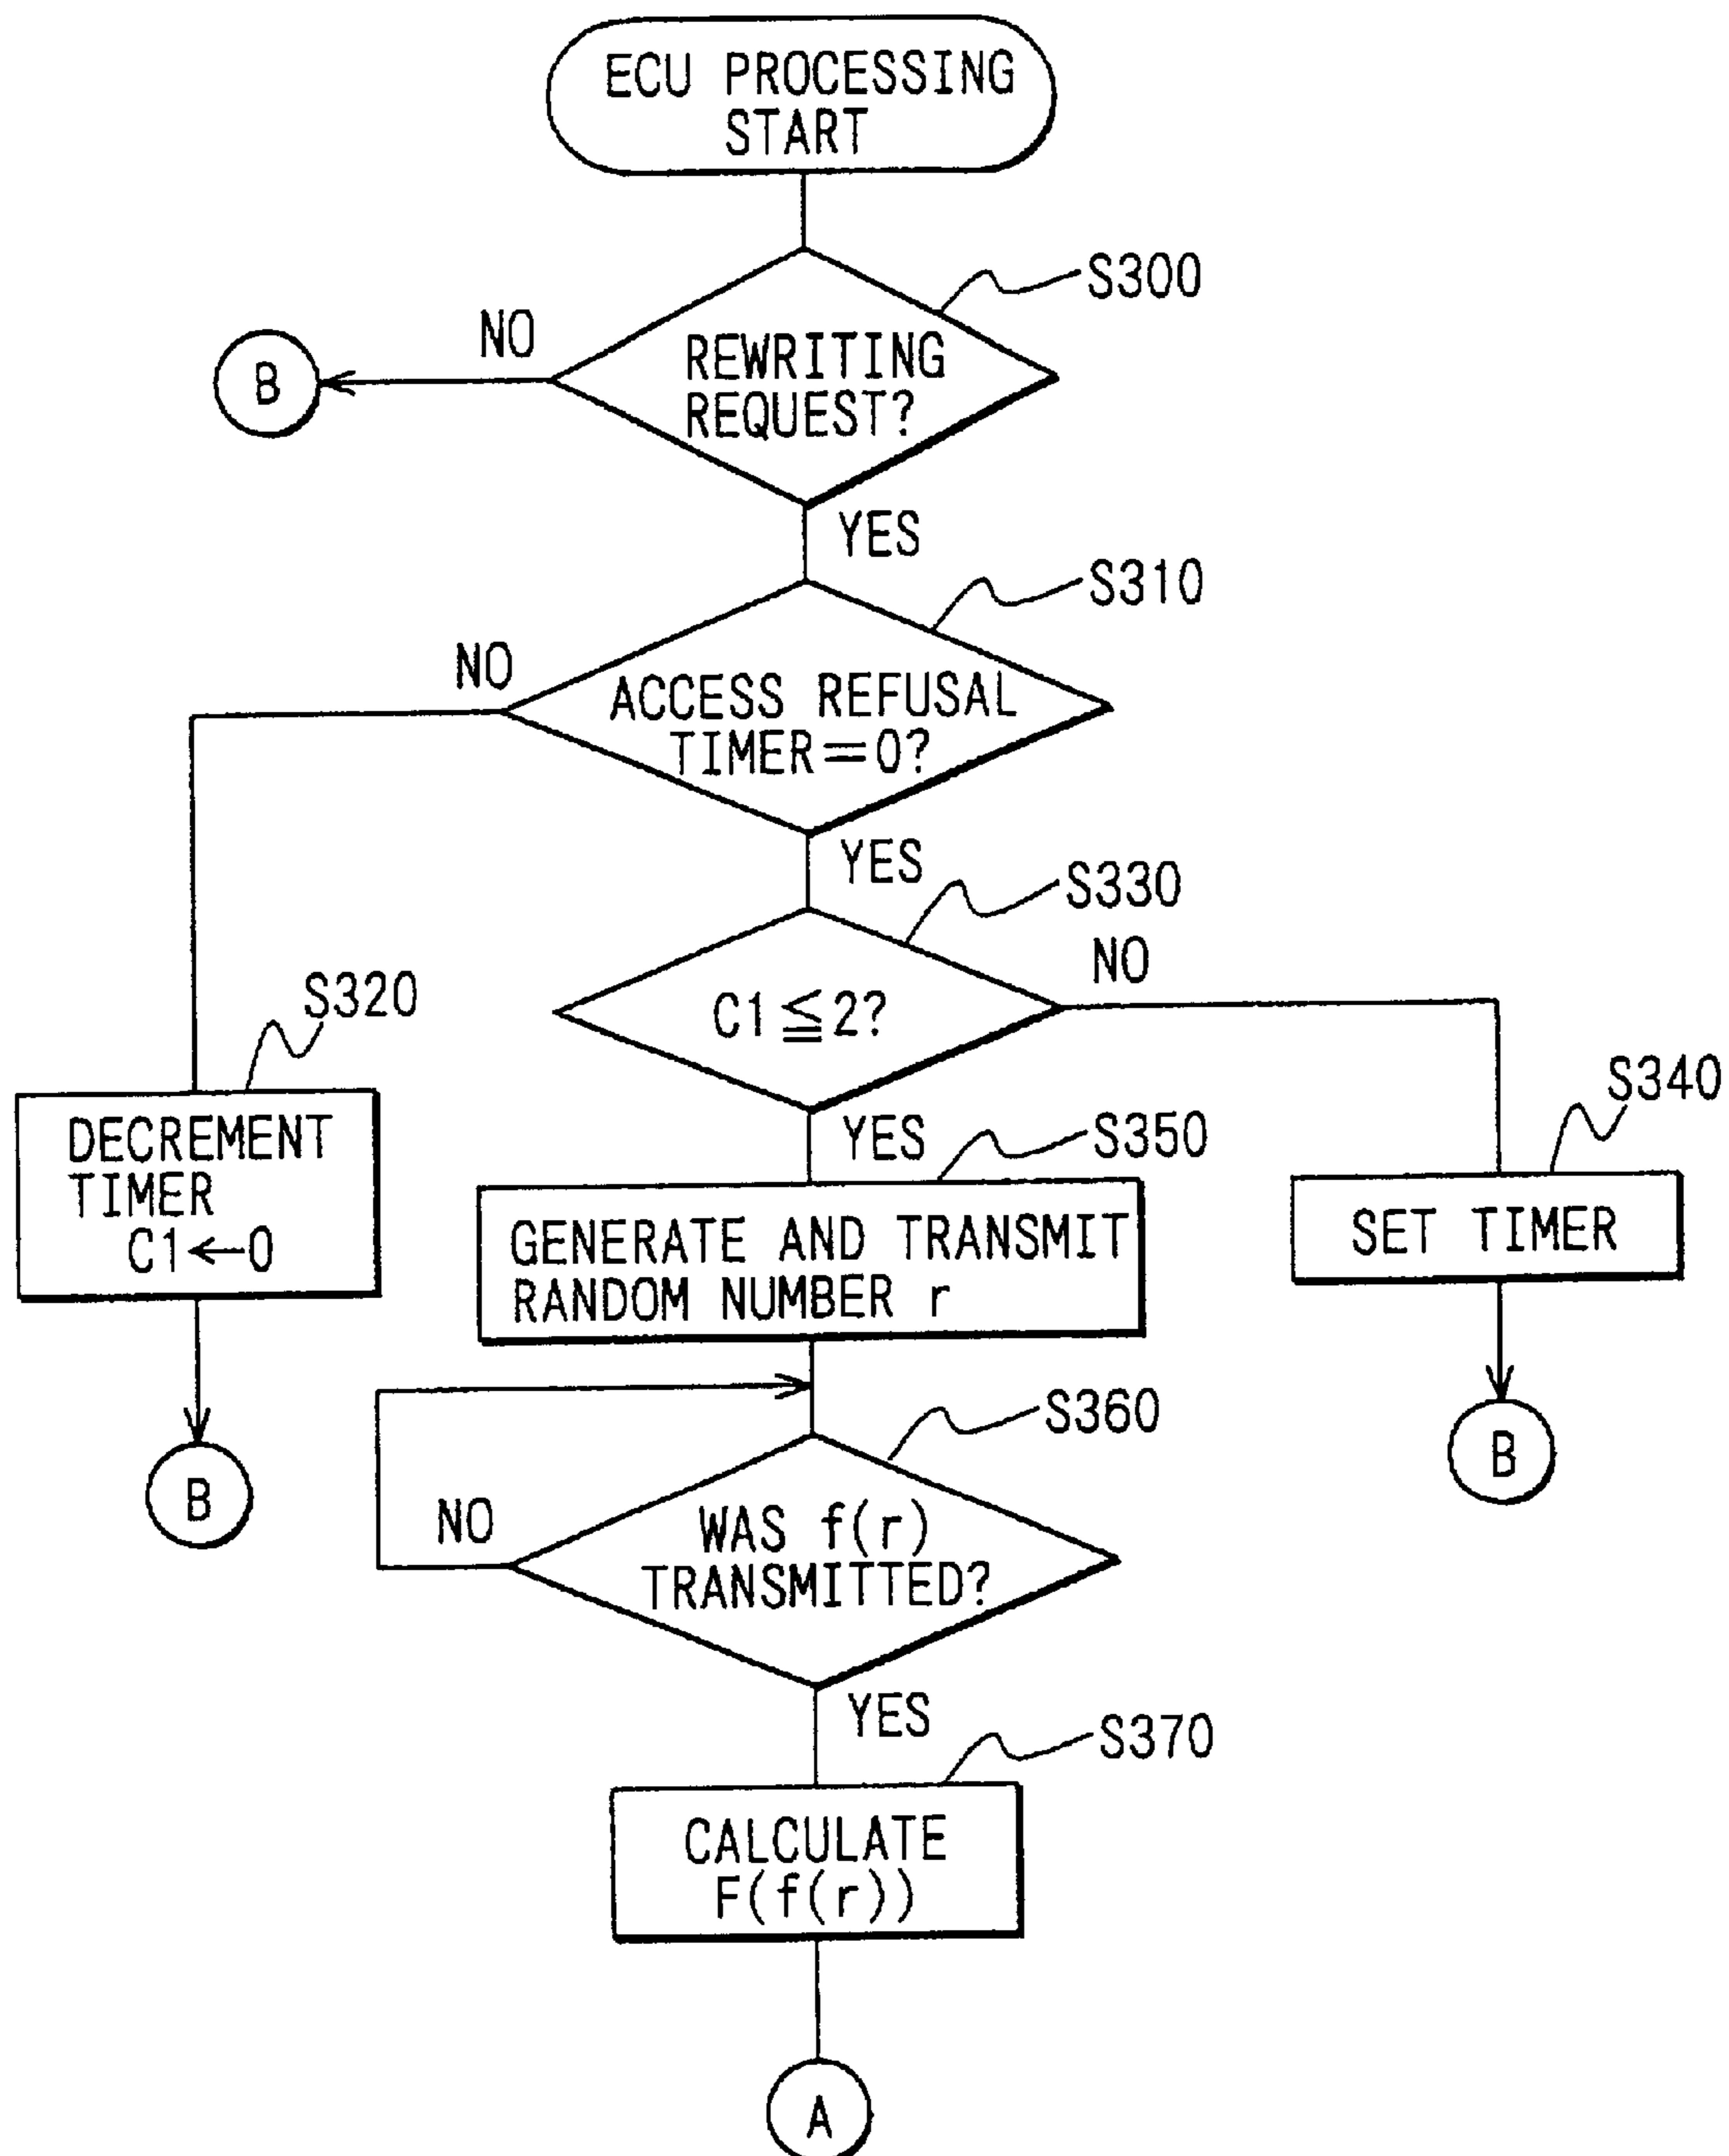 ECU PROCESSING
START
S300
NO
REWRITING
REQUEST?
B
YES
S310
NO
ACCESS REFUSAL
TIMER=0?
YES
S330
NO
C1≦2?
S320
S340
DECREMENT
TIMER
C1←0
YES
S350
SET TIMER
GENERATE AND TRANSMIT
RANDOM NUMBER r
S360
B
B
NO
WAS f(r)
TRANSMITTED?
YES
S370
CALCULATE
F(f(r))
A